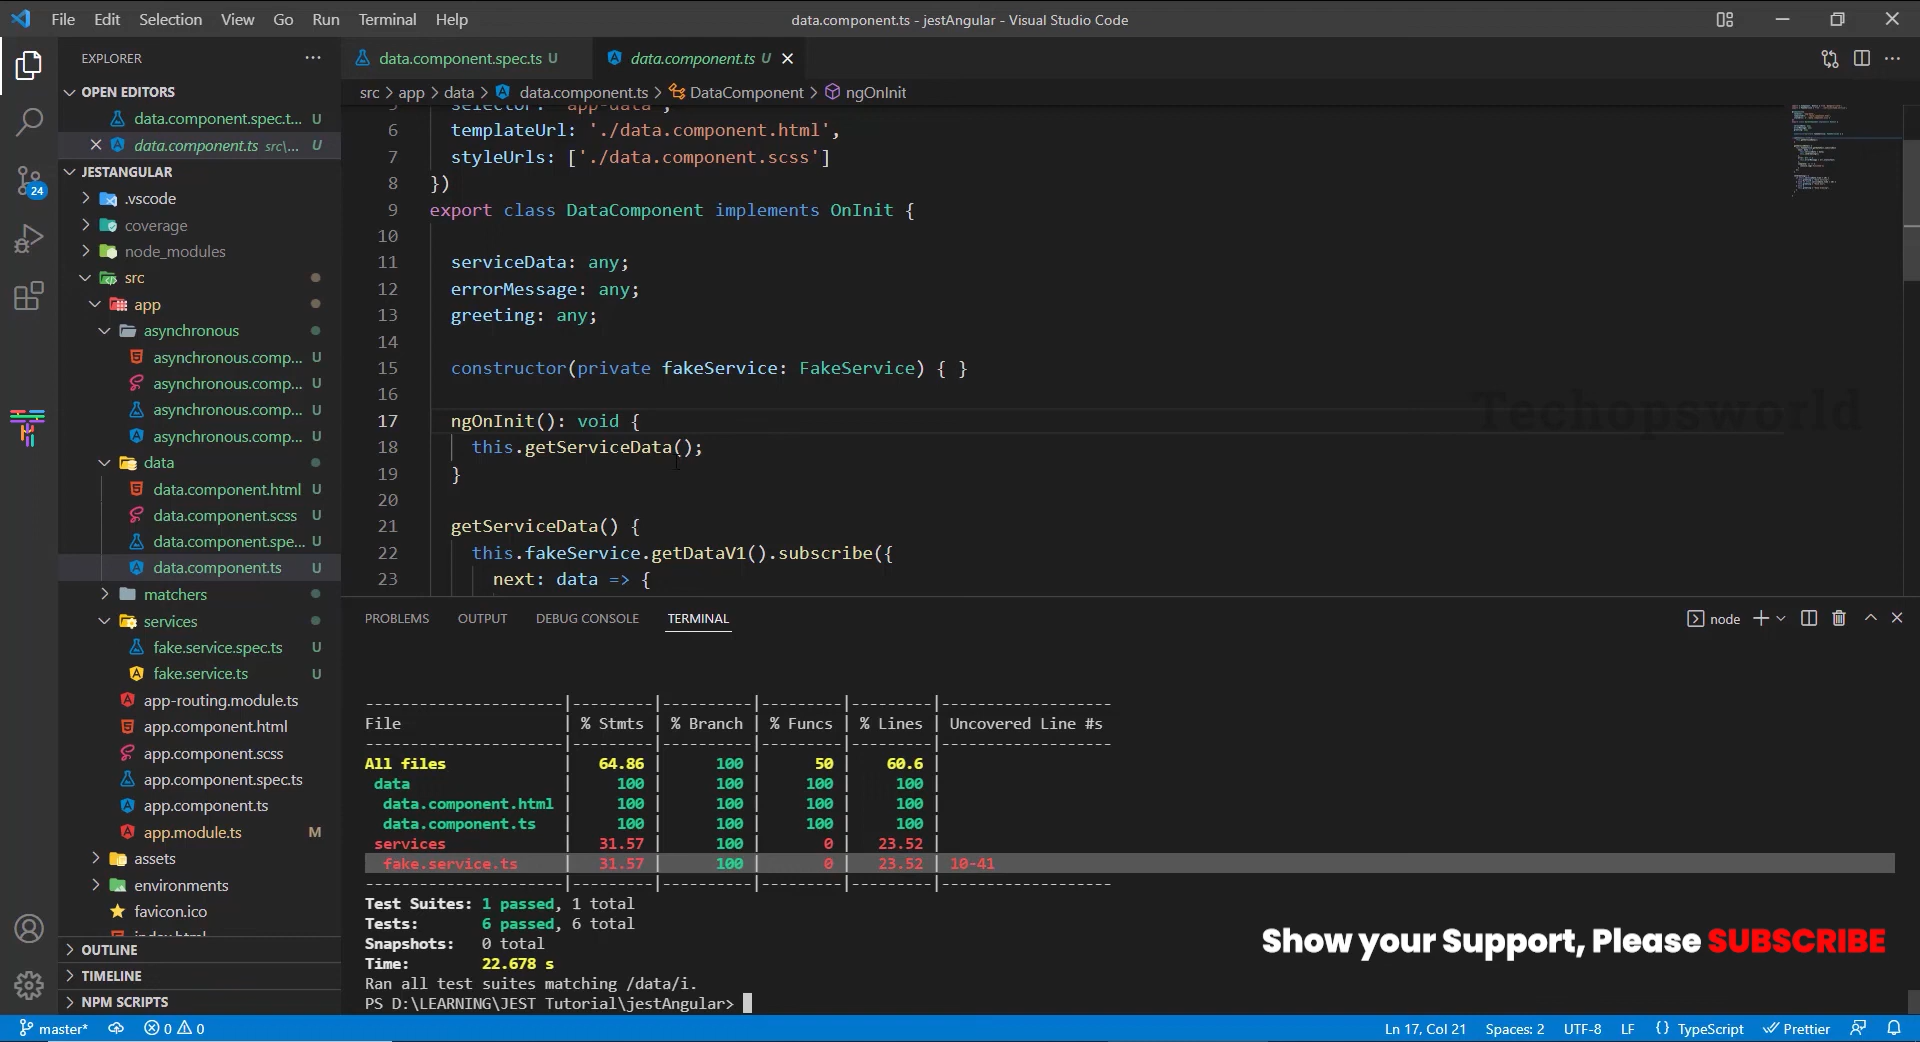 File Edit Selection View Go Run Terminal Help
data.component.ts - jestAngular - Visual Studio Code
EXPLORER
OPEN EDITORS
data.component.spec.t... U
data.component.ts src\... U
JESTANGULAR
.vscode
coverage
node_modules
src
app
asynchronous
asynchronous.comp... U
asynchronous.comp... U
asynchronous.comp... U
asynchronous.comp... U
data
data.component.html U
data.component.scss U
data.component.spe... U
data.component.ts U
matchers
services
fake.service.spec.ts U
fake.service.ts U
app-routing.module.ts
app.component.html
app.component.scss
app.component.spec.ts
app.component.ts
app.module.ts M
assets
environments
favicon.ico
index.html
OUTLINE
TIMELINE
NPM SCRIPTS
24
data.component.spec.ts U
data.component.ts U
src > app > data > data.component.ts > DataComponent > ngOnInit
5 selector: 'app-data',
6 templateUrl: './data.component.html',
7 styleUrls: ['./data.component.scss']
8 })
9 export class DataComponent implements OnInit {
10
11 serviceData: any;
12 errorMessage: any;
13 greeting: any;
14
15 constructor(private fakeService: FakeService) { }
16
17 ngOnInit(): void {
18 this.getServiceData();
19 }
20
21 getServiceData() {
22 this.fakeService.getDataV1().subscribe({
23 next: data => {
Techopsworld
PROBLEMS OUTPUT DEBUG CONSOLE TERMINAL
node
----------------------|---------|----------|---------|---------|-------------------
File | % Stmts | % Branch | % Funcs | % Lines | Uncovered Line #s
----------------------|---------|----------|---------|---------|-------------------
All files | 64.86 | 100 | 50 | 60.6 |
data | 100 | 100 | 100 | 100 |
data.component.html | 100 | 100 | 100 | 100 |
data.component.ts | 100 | 100 | 100 | 100 |
services | 31.57 | 100 | 0 | 23.52 |
fake.service.ts | 31.57 | 100 | 0 | 23.52 | 10-41
----------------------|---------|----------|---------|---------|-------------------
Test Suites: 1 passed, 1 total
Tests: 6 passed, 6 total
Snapshots: 0 total
Time: 22.678 s
Ran all test suites matching /data/i.
PS D:\LEARNING\JEST Tutorial\jestAngular>
Show your Support, Please SUBSCRIBE
master* 0 0
Ln 17, Col 21 Spaces: 2 UTF-8 LF {} TypeScript Prettier